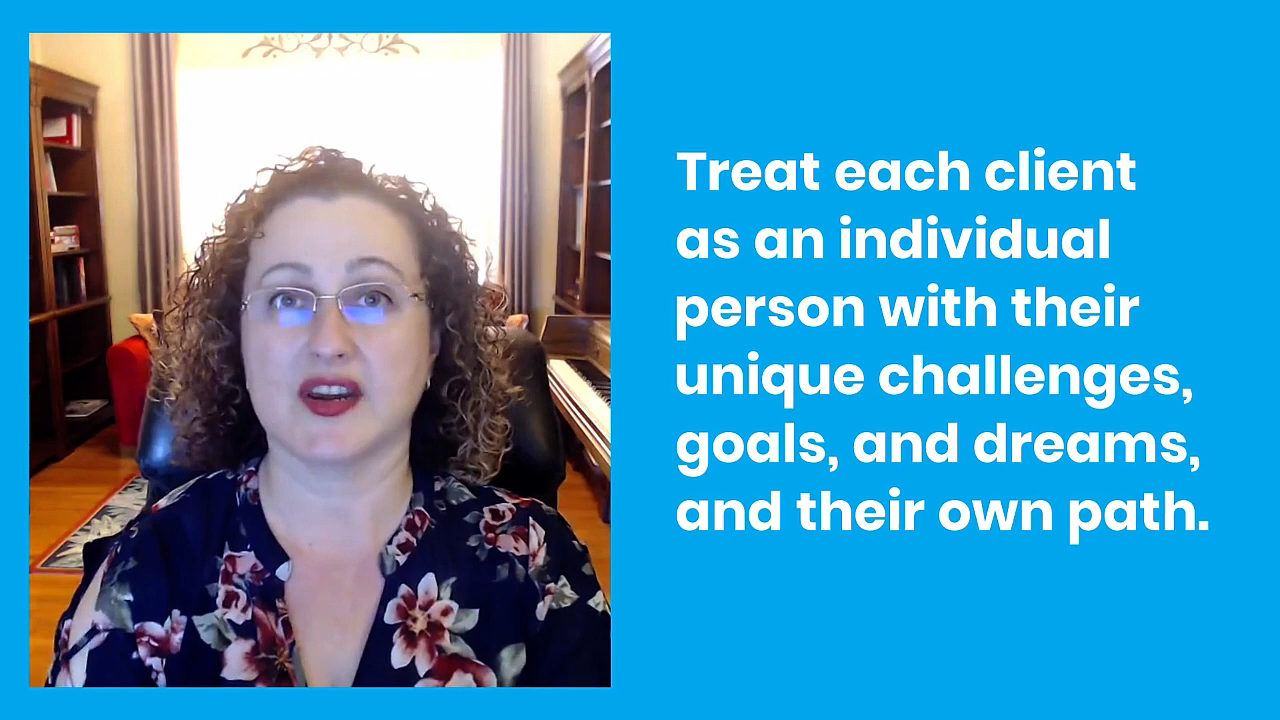 Treat each client
as an individual
person with their
unique challenges,
goals, and dreams,
and their own path.